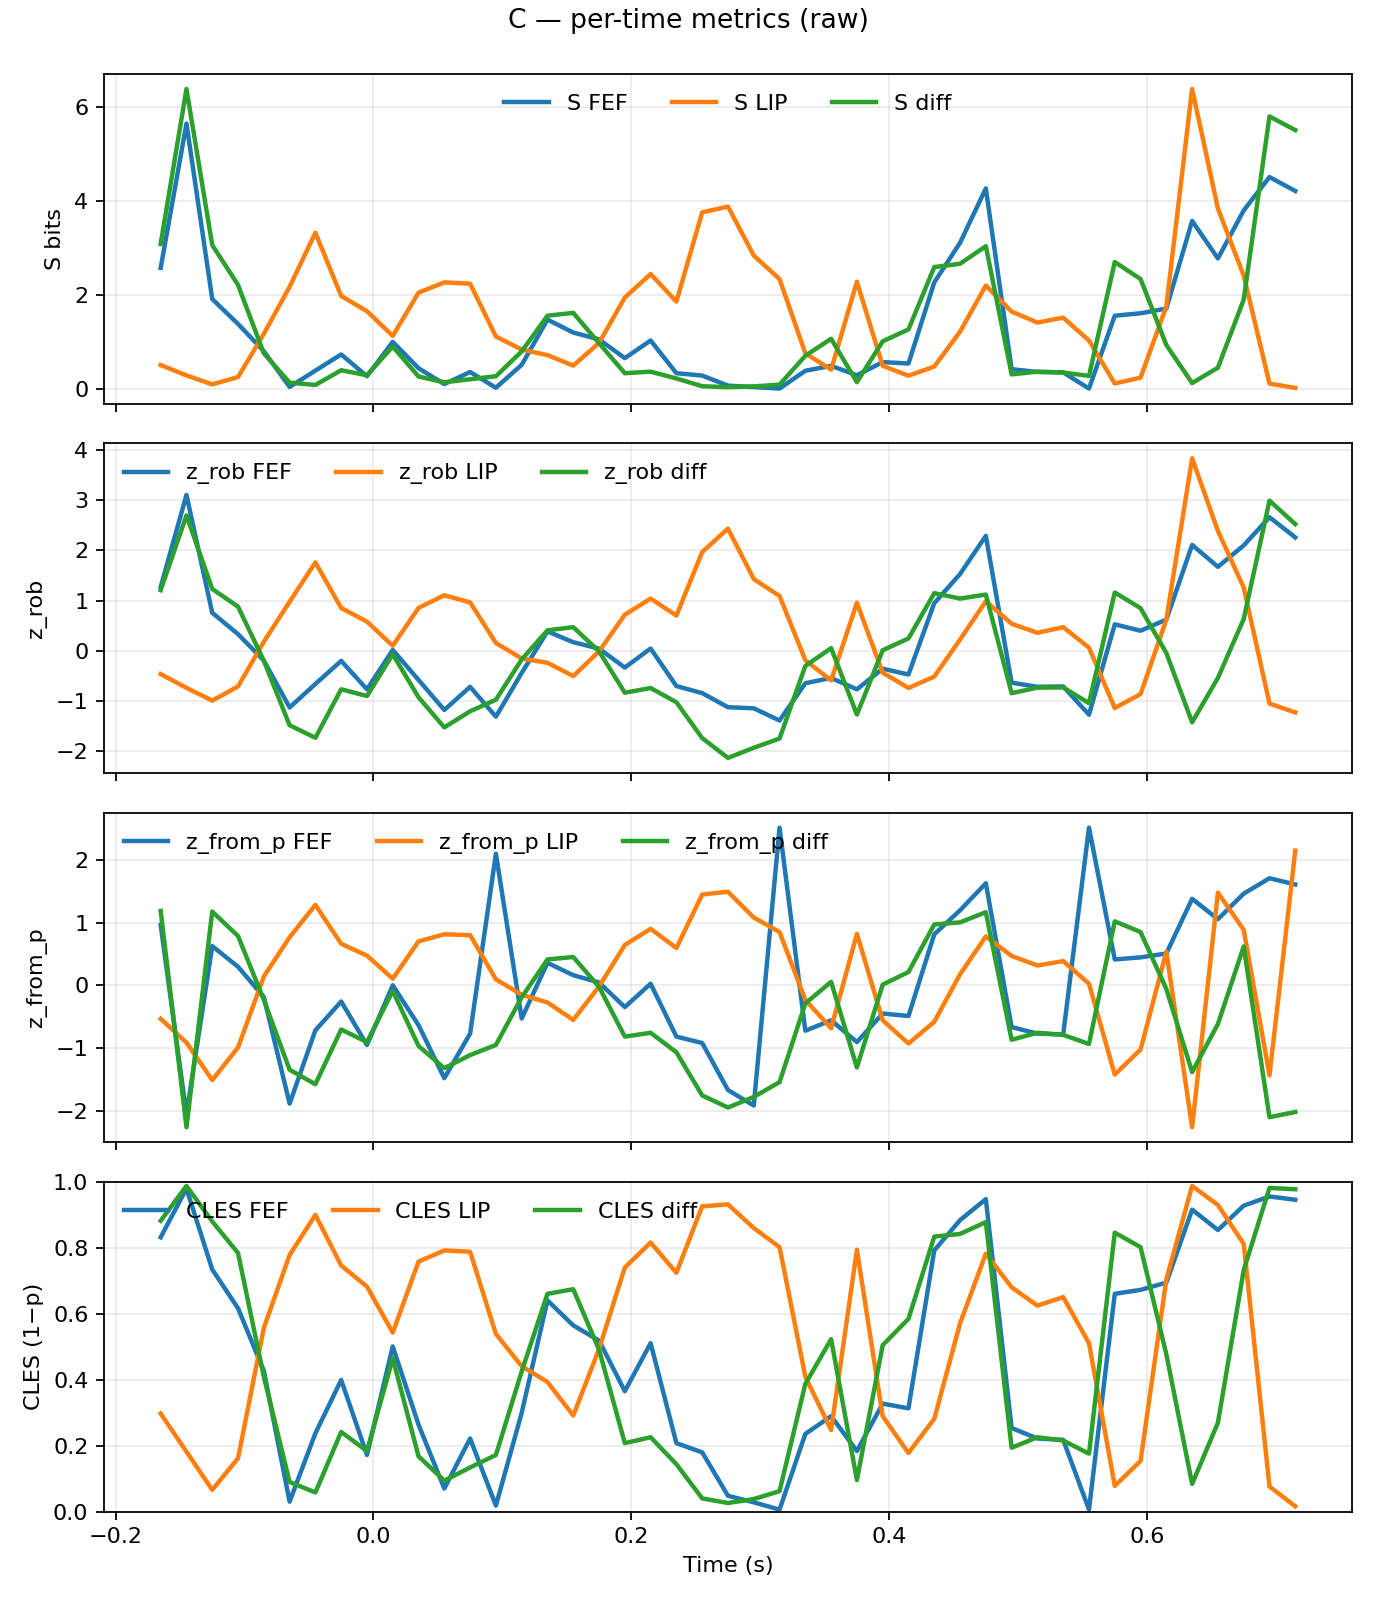 C — per-time metrics (raw)
S FEF S LIP S diff
6
4
2
0
S bits
z_rob FEF z_rob LIP z_rob diff
4
3
2
1
0
−1
−2
z_rob
z_from_p FEF z_from_p LIP z_from_p diff
2
1
0
−1
−2
z_from_p
CLES FEF CLES LIP CLES diff
1.0
0.8
0.6
0.4
0.2
0.0
CLES (1−p)
−0.2 0.0 0.2 0.4 0.6
Time (s)